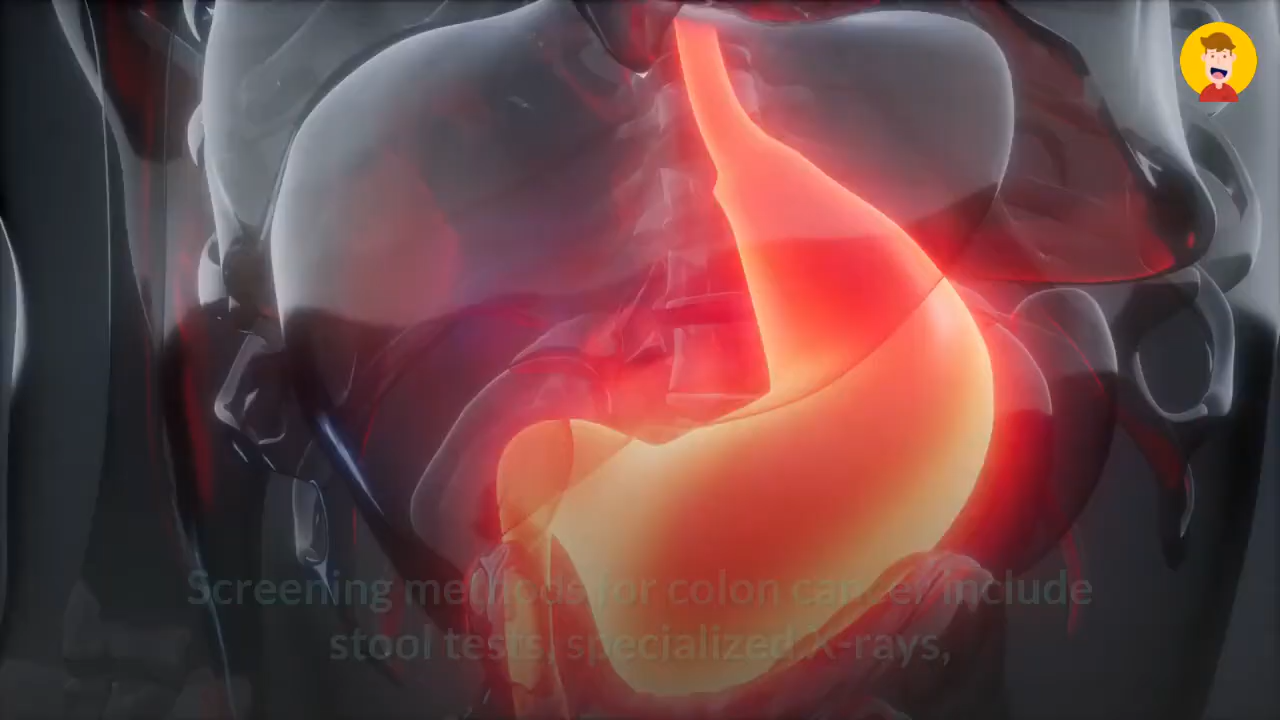 Screening methods for colon cancer include
stool tests, specialized X-rays,